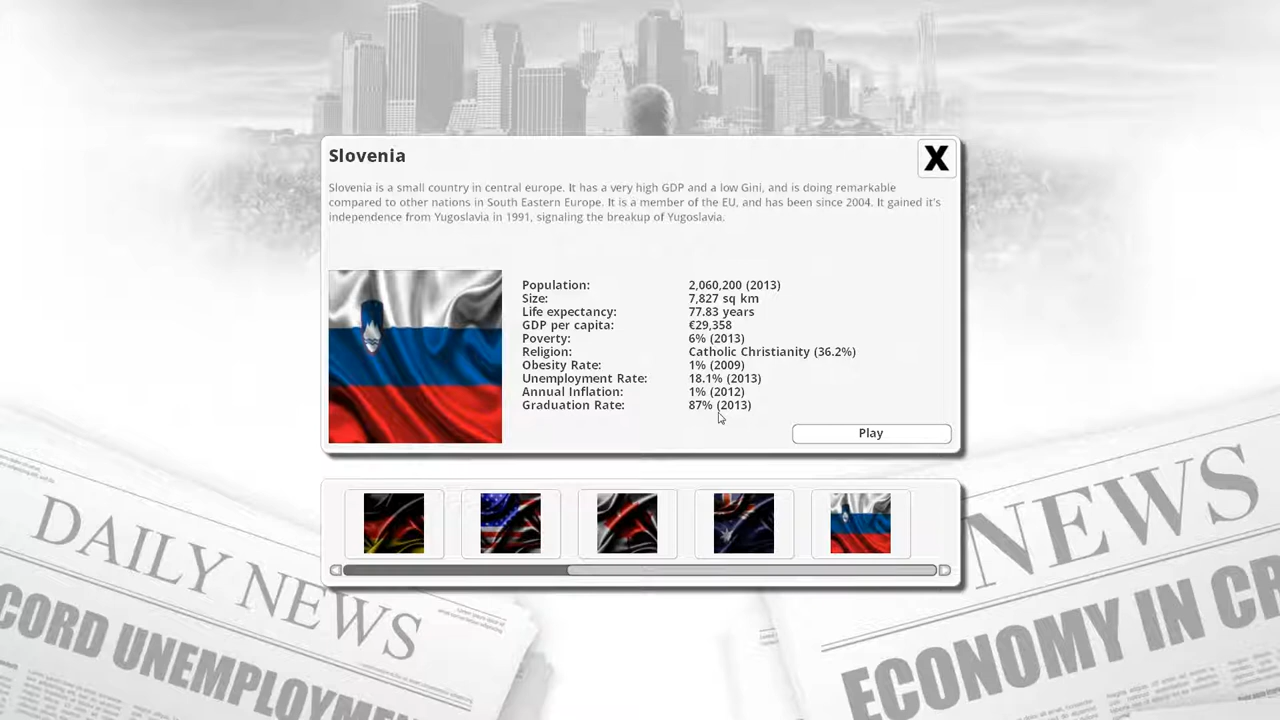 Slovenia
X
Slovenia is a small country in central europe. It has a very high GDP and a low Gini, and is doing remarkable
compared to other nations in South Eastern Europe. It is a member of the EU, and has been since 2004. It gained it's
independence from Yugoslavia in 1991, signaling the breakup of Yugoslavia.
Population: 2,060,200 (2013)
Size: 7,827 sq km
Life expectancy: 77.83 years
GDP per capita: €29,358
Poverty: 6% (2013)
Religion: Catholic Christianity (36.2%)
Obesity Rate: 1% (2009)
Unemployment Rate: 18.1% (2013)
Annual Inflation: 1% (2012)
Graduation Rate: 87% (2013)
Play
DAILY NEWS
CORD UNEMPLOYM
NEWS
ECONOMY IN CR